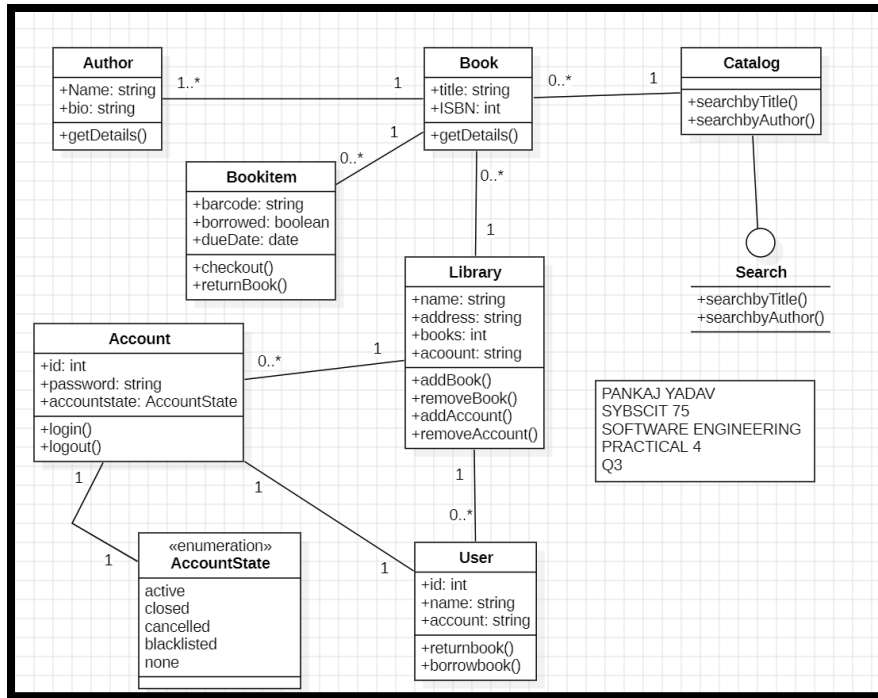 Author
+Name: string
+bio: string
+getDetails()
1..*
1
Book
+title: string
+ISBN: int
+getDetails()
0..*
1
Catalog
+searchbyTitle()
+searchbyAuthor()
1
0..*
Bookitem
+barcode: string
+borrowed: boolean
+dueDate: date
+checkout()
+returnBook()
0..*
1
Search
+searchbyTitle()
+searchbyAuthor()
Library
+name: string
+address: string
+books: int
+acoount: string
+addBook()
+removeBook()
+addAccount()
+removeAccount()
Account
+id: int
+password: string
+accountstate: AccountState
+login()
+logout()
0..*
1
PANKAJ YADAV
SYBSCIT 75
SOFTWARE ENGINEERING
PRACTICAL 4
Q3
1
1
1
1
1
0..*
«enumeration»
AccountState
active
closed
cancelled
blacklisted
none
User
+id: int
+name: string
+account: string
+returnbook()
+borrowbook()